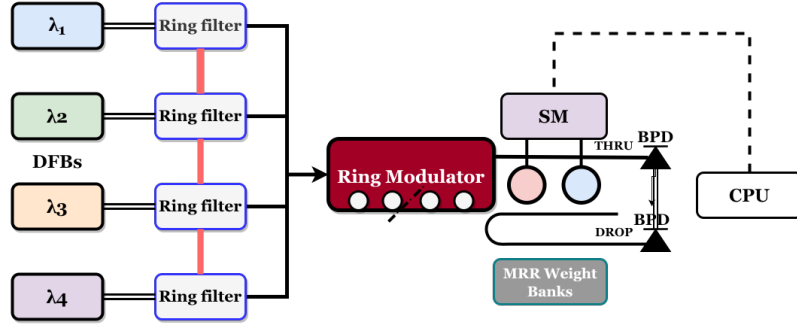 λ1
Ring filter
λ2
Ring filter
DFBs
λ3
Ring filter
λ4
Ring filter
Ring Modulator
SM
THRU
BPD
CPU
DROP
BPD
MRR Weight
Banks